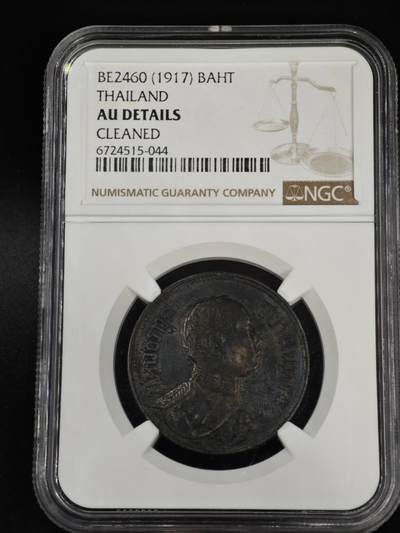 BE2460 (1917) BAHT
THAILAND
AU DETAILS
CLEANED
6724515-044
NUMISMATIC GUARANTY COMPANY
NGC®